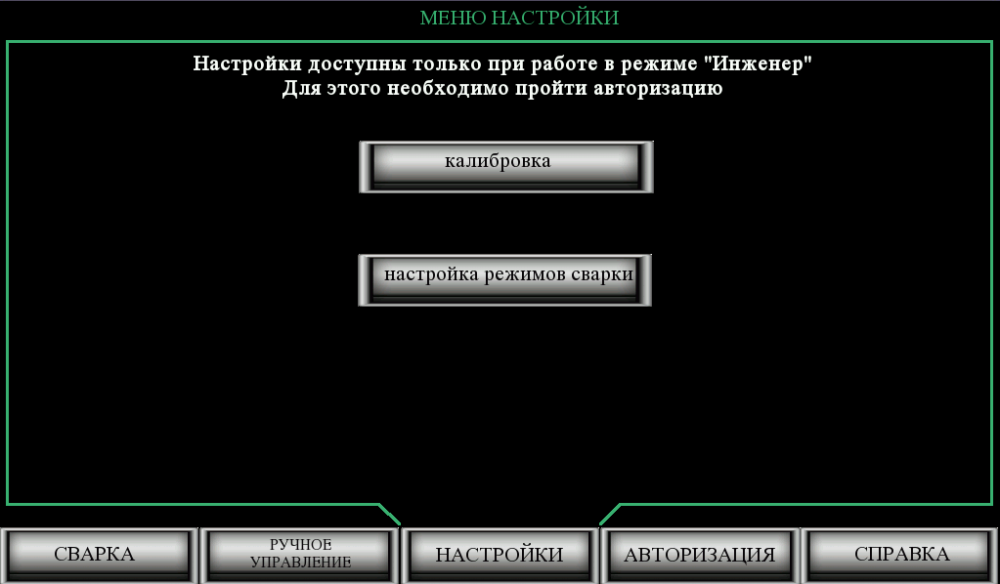 МЕНЮ НАСТРОЙКИ
Настройки доступны только при работе в режиме "Инженер"
Для этого необходимо пройти авторизацию
калибровка
настройка режимов сварки
СВАРКА
РУЧНОЕ
УПРАВЛЕНИЕ
НАСТРОЙКИ
АВТОРИЗАЦИЯ
СПРАВКА